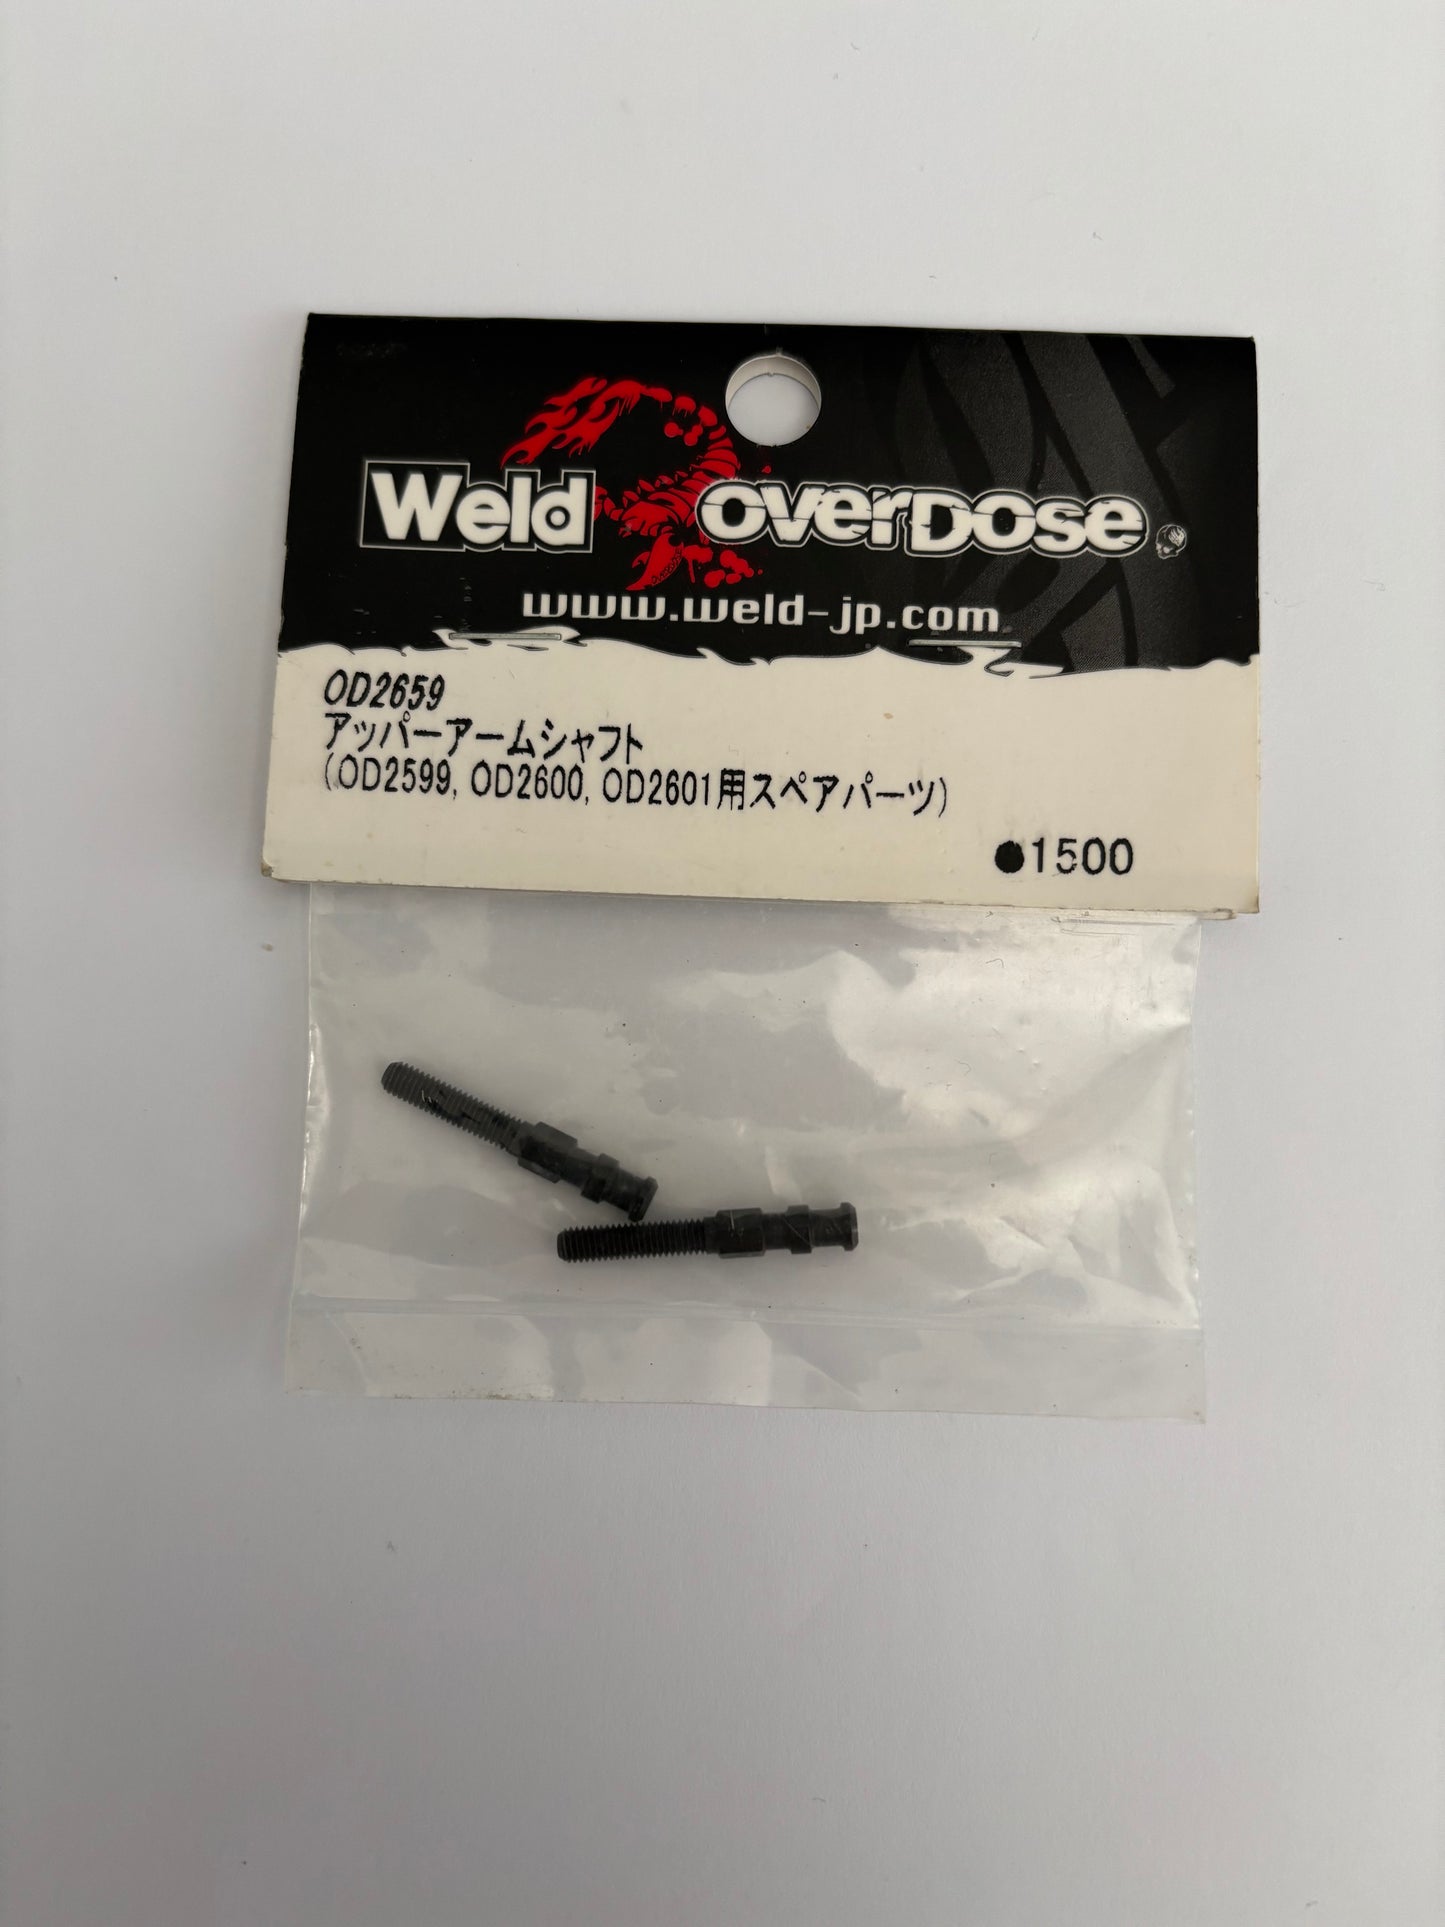 Weld OVERDOSE
www.weld-jp.com
OD2659
アッパーアームシャフト
(OD2599, OD2600, OD2601用スペアパーツ)
●1500